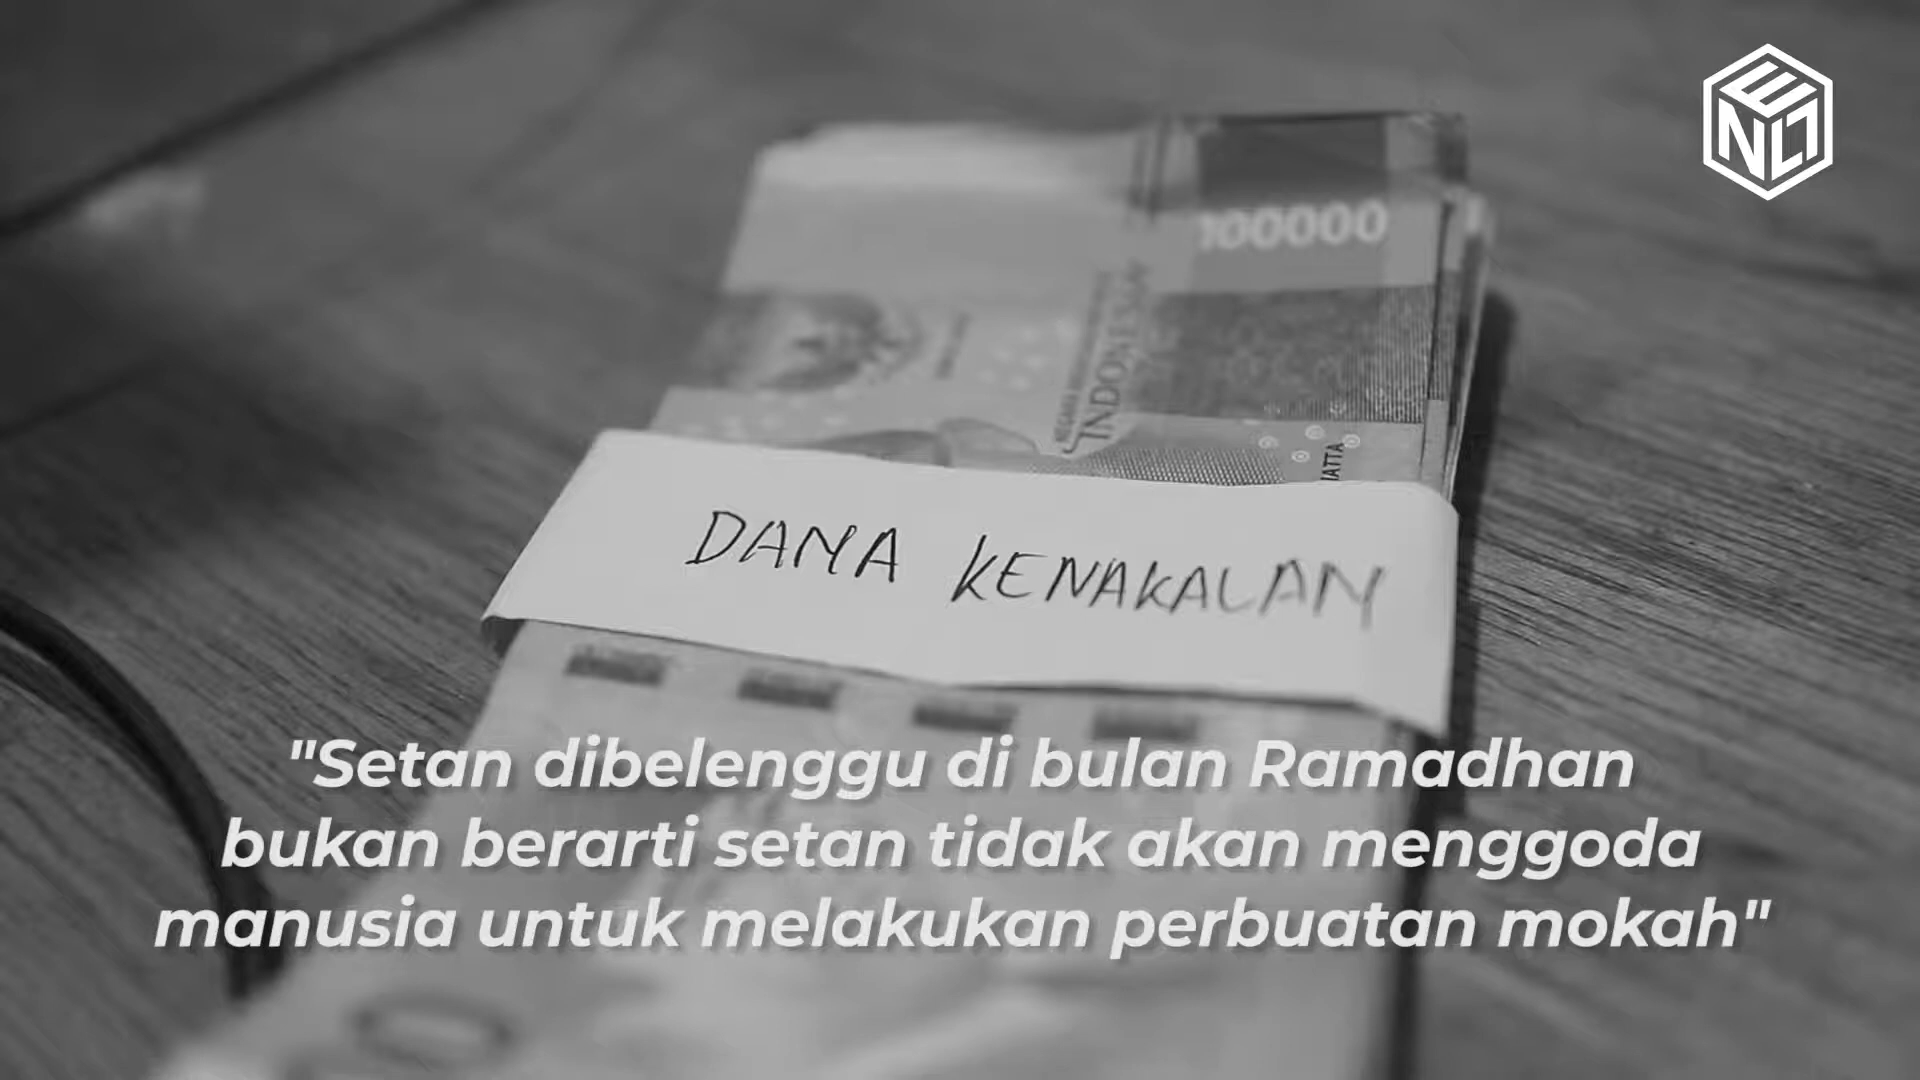 ENLT
100000
INDONESIA
DANA KENAKALAN
"Setan dibelenggu di bulan Ramadhan
bukan berarti setan tidak akan menggoda
manusia untuk melakukan perbuatan mokah"